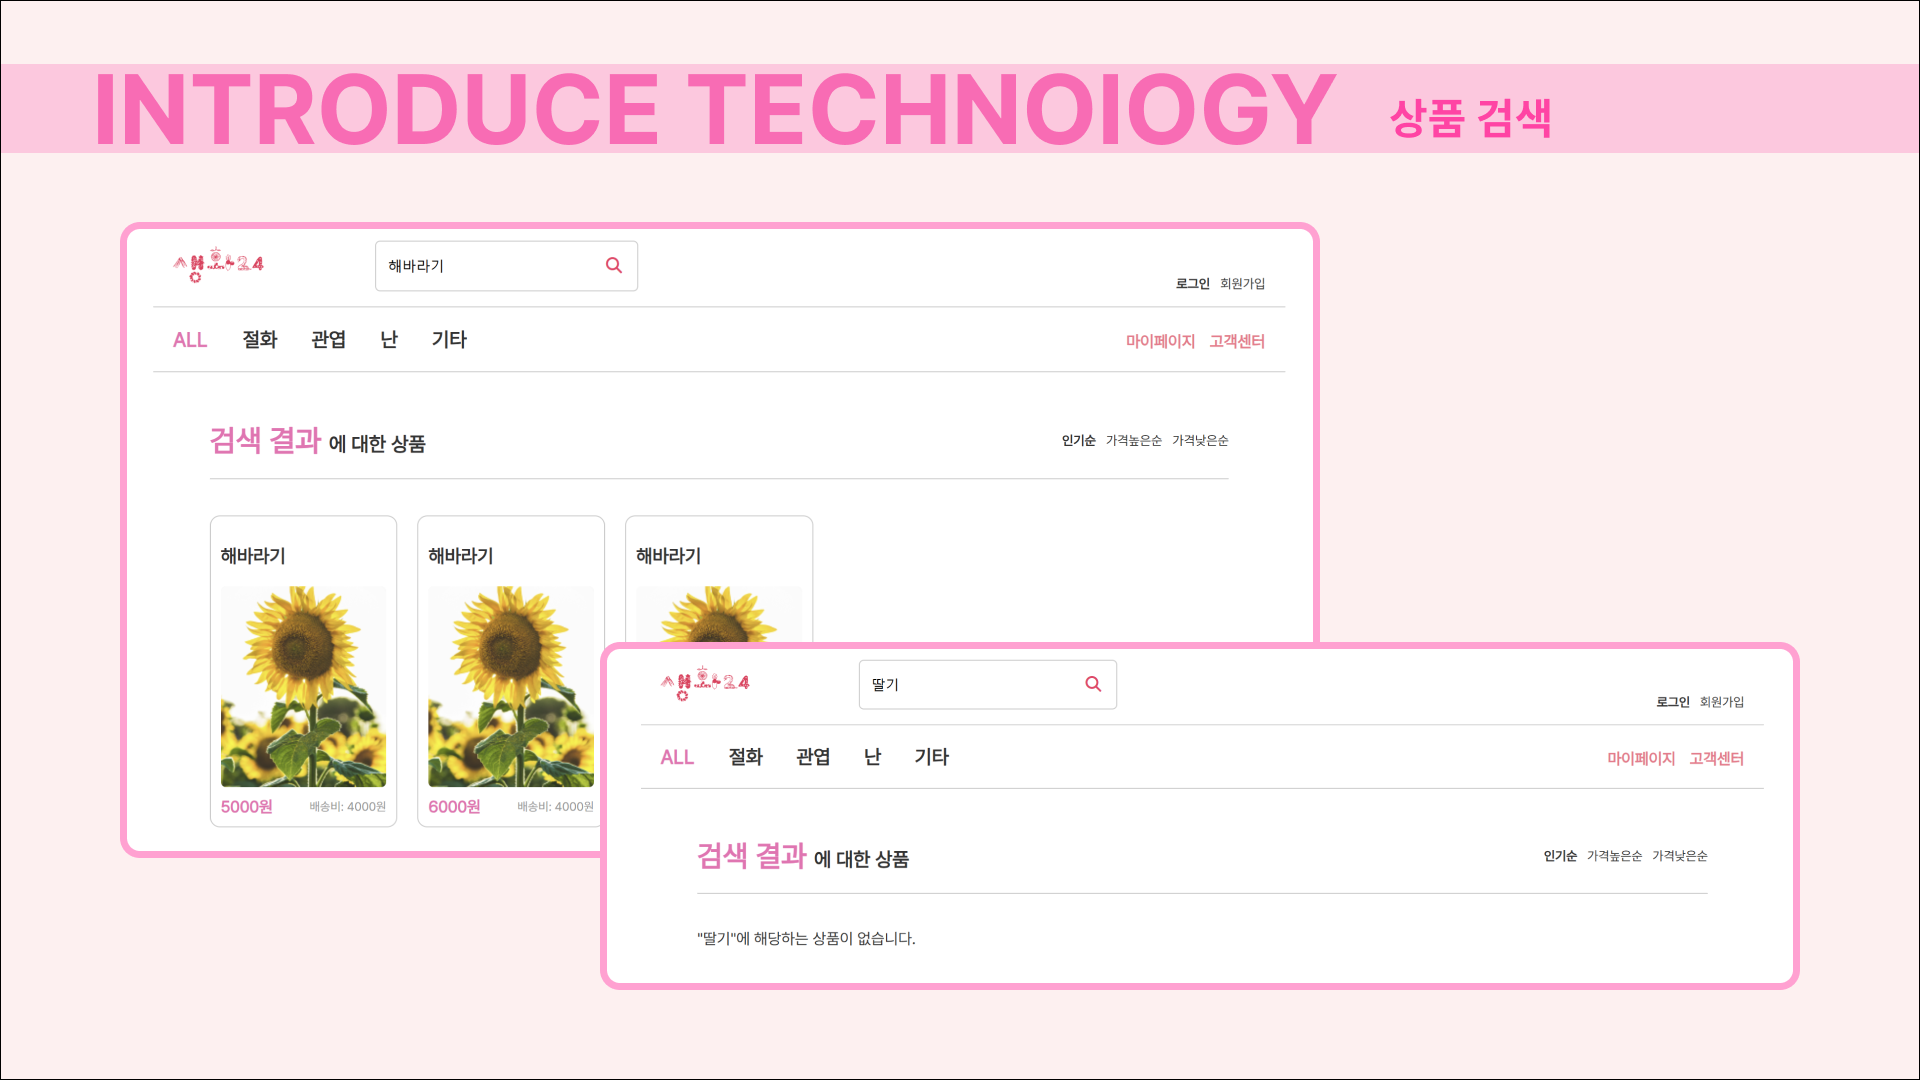 INTRODUCE TECHNOIOGY 상품 검색
생화24
해바라기
로그인 회원가입
ALL 절화 관엽 난 기타
마이페이지 고객센터
검색 결과 에 대한 상품
인기순 가격높은순 가격낮은순
해바라기
5000원 배송비: 4000원
해바라기
6000원 배송비: 4000원
해바라기
생화24
딸기
로그인 회원가입
ALL 절화 관엽 난 기타
마이페이지 고객센터
검색 결과 에 대한 상품
인기순 가격높은순 가격낮은순
"딸기"에 해당하는 상품이 없습니다.